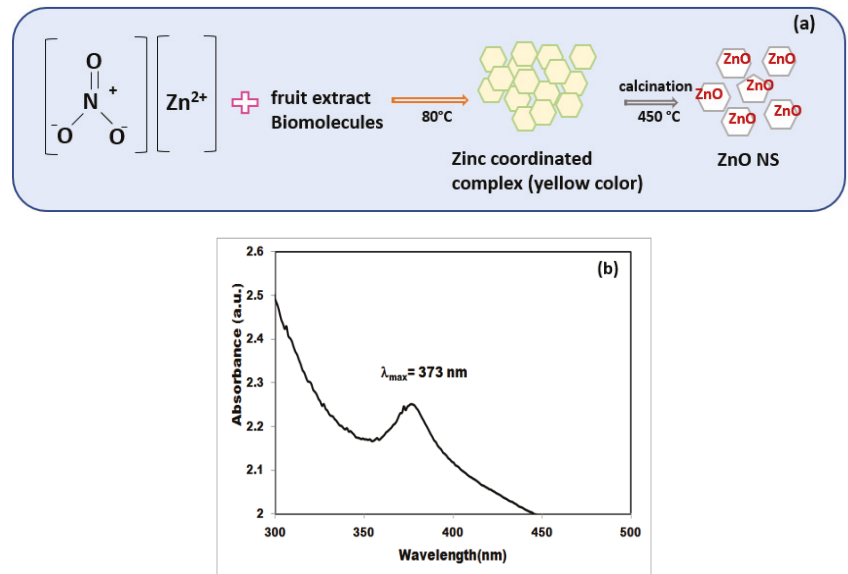 (a)
O
N
+
-
O
-
O
Zn²⁺
fruit extract
Biomolecules
80°C
Zinc coordinated
complex (yellow color)
calcination
450 °C
ZnO
ZnO
ZnO
ZnO
ZnO
ZnO
ZnO NS
(b)
Absorbance (a.u.)
2.6
2.5
2.4
2.3
2.2
2.1
2
λmax= 373 nm
300
350
400
450
500
Wavelength(nm)